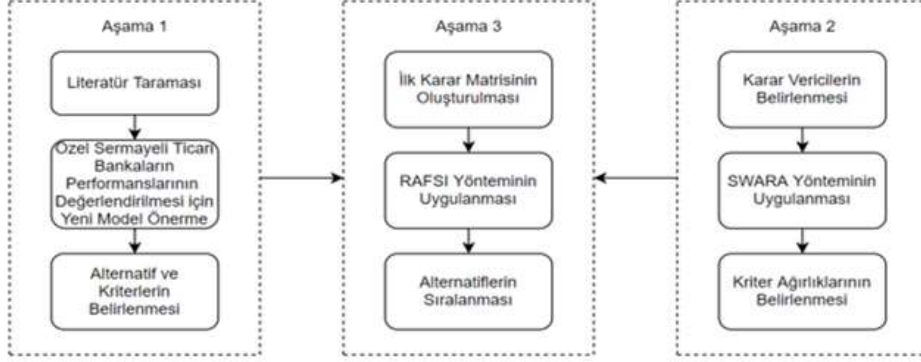 Aşama 1
Literatür Taraması
Özel Sermayeli Ticari
Bankaların
Performanslarının
Değerlendirilmesi için
Yeni Model Önerme
Alternatif ve
Kriterlerin
Belirlenmesi
Aşama 3
İlk Karar Matrisinin
Oluşturulması
RAFSI Yönteminin
Uygulanması
Alternatiflerin
Sıralanması
Aşama 2
Karar Vericilerin
Belirlenmesi
SWARA Yönteminin
Uygulanması
Kriter Ağırlıklarının
Belirlenmesi